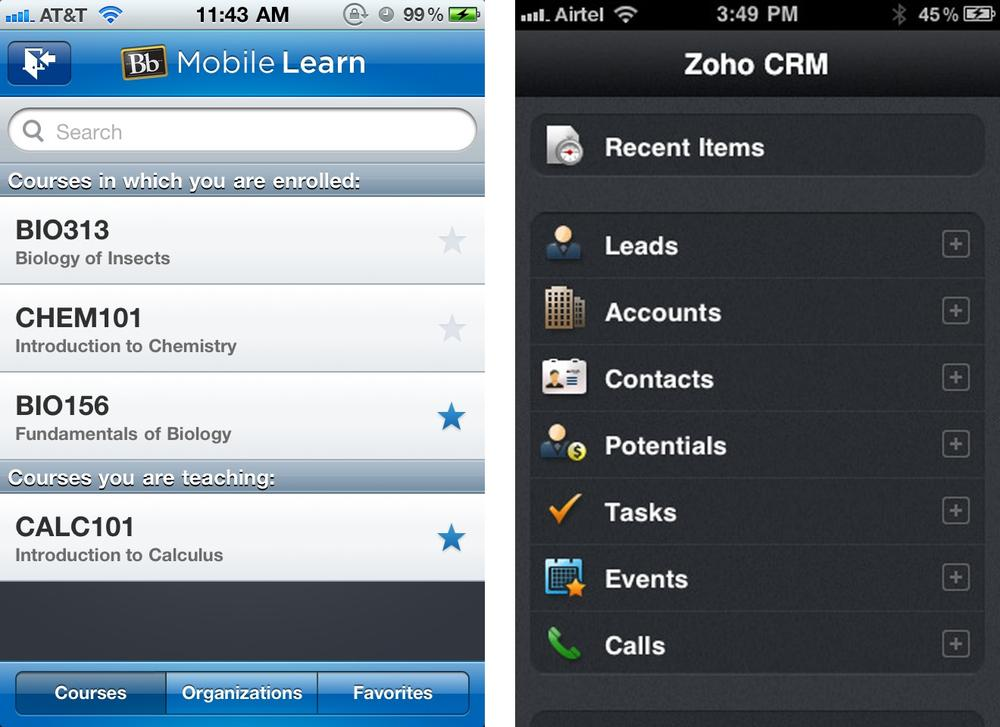 AT&T 11:43 AM 99%
Bb Mobile Learn
Search
Courses in which you are enrolled:
BIO313
Biology of Insects
CHEM101
Introduction to Chemistry
BIO156
Fundamentals of Biology
Courses you are teaching:
CALC101
Introduction to Calculus
Courses Organizations Favorites
Airtel 3:49 PM 45%
Zoho CRM
Recent Items
Leads
Accounts
Contacts
Potentials
Tasks
Events
Calls